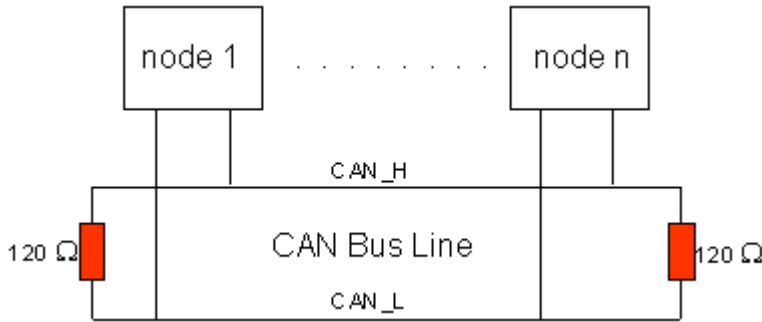 node 1
. . . . . . . .
node n
CAN_H
120 Ω
CAN Bus Line
120 Ω
CAN_L